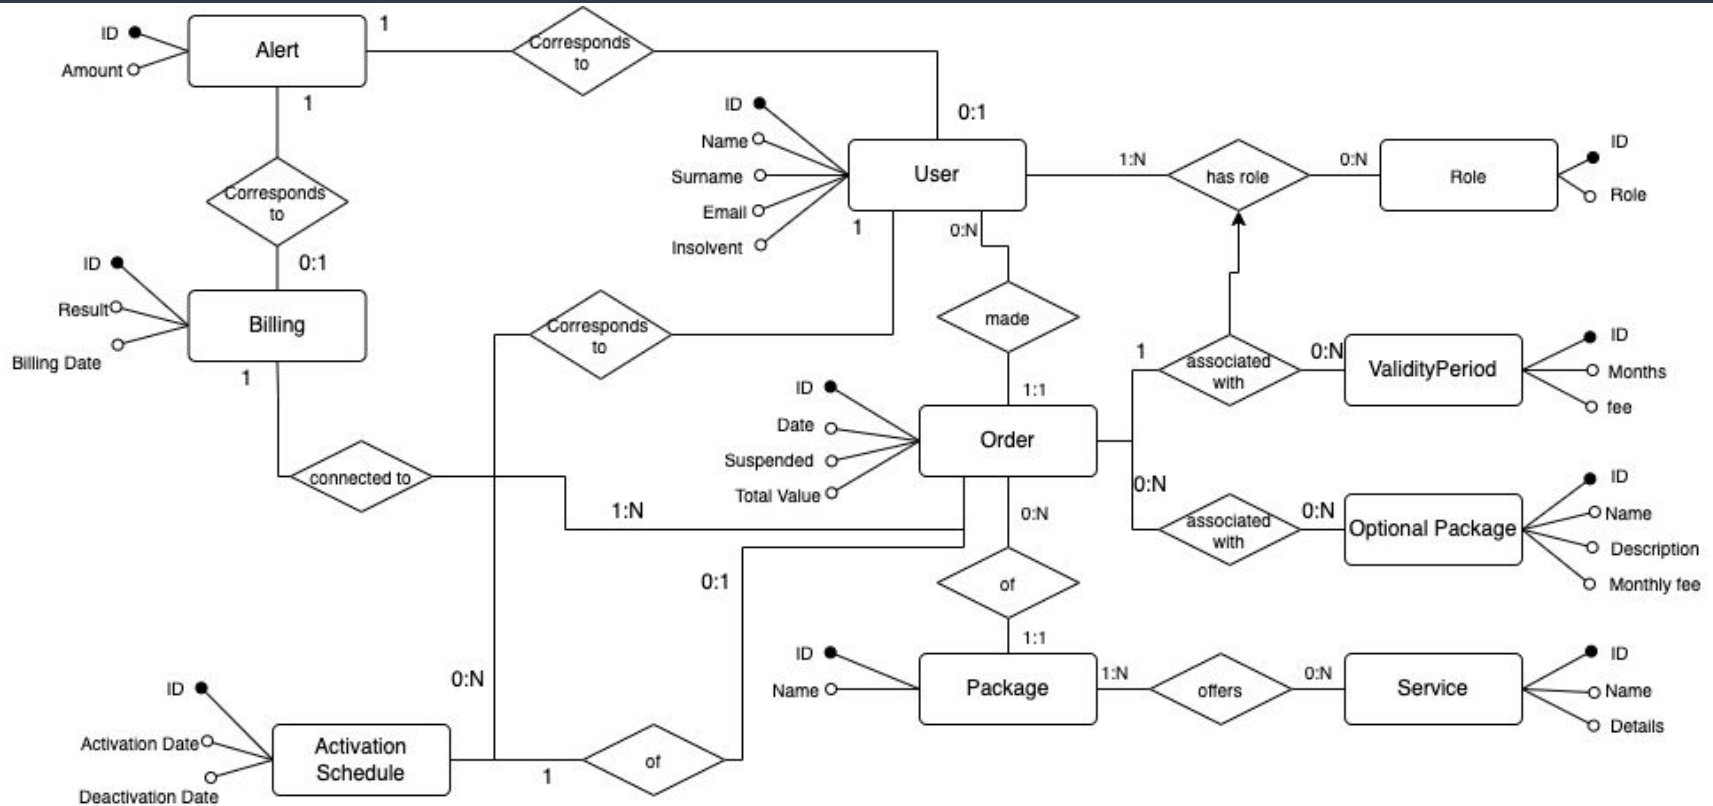 ID
Amount
Alert
1
1
Corresponds
to
0:1
ID
Name
Surname
Email
Insolvent
User
1
0:N
1:N
has role
0:N
Role
ID
Role
Corresponds
to
0:1
ID
Result
Billing Date
Billing
1
Corresponds
to
made
1:1
ID
Date
Suspended
Total Value
Order
1
associated
with
0:N
ValidityPeriod
ID
Months
fee
connected to
1:N
0:N
0:N
associated
with
0:N
Optional Package
ID
Name
Description
Monthly fee
0:1
of
1:1
ID
Name
Package
1:N
offers
0:N
Service
ID
Name
Details
0:N
ID
Activation Date
Deactivation Date
Activation
Schedule
1
of